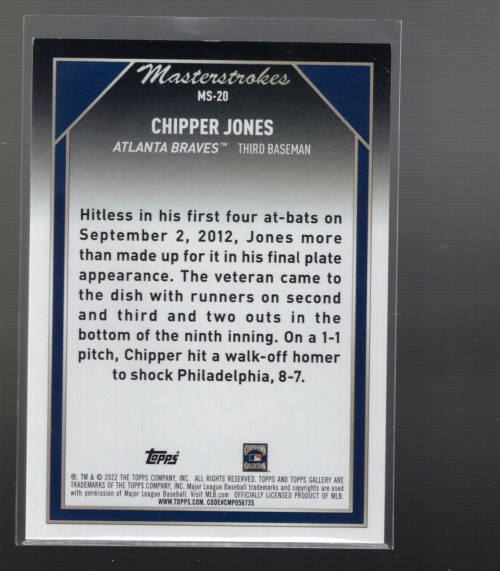 Masterstrokes
MS-20
CHIPPER JONES
ATLANTA BRAVES™ THIRD BASEMAN
Hitless in his first four at-bats on
September 2, 2012, Jones more
than made up for it in his final plate
appearance. The veteran came to
the dish with runners on second
and third and two outs in the
bottom of the ninth inning. On a 1-1
pitch, Chipper hit a walk-off homer
to shock Philadelphia, 8-7.
Topps
COOPERSTOWN
COLLECTION
®, TM & © 2022 THE TOPPS COMPANY, INC. ALL RIGHTS RESERVED. TOPPS AND TOPPS GALLERY ARE
TRADEMARKS OF THE TOPPS COMPANY, INC. Major League Baseball trademarks and copyrights are used
with permission of Major League Baseball. Visit MLB.com OFFICIALLY LICENSED PRODUCT OF MLB.
WWW.TOPPS.COM. CODE#CMP056735